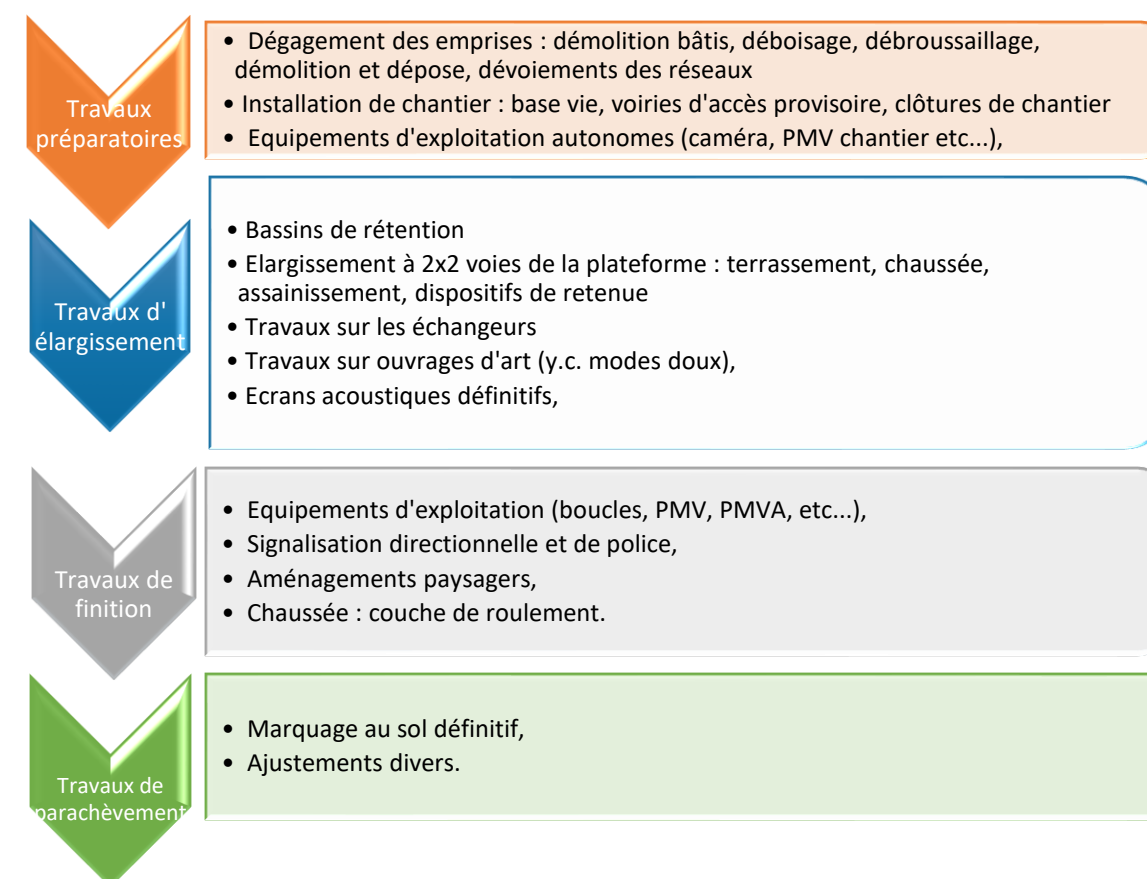 Travaux
préparatoires
• Dégagement des emprises : démolition bâtis, déboisage, débroussaillage,
démolition et dépose, dévoiements des réseaux
• Installation de chantier : base vie, voiries d'accès provisoire, clôtures de chantier
• Equipements d'exploitation autonomes (caméra, PMV chantier etc...),
Travaux d'
élargissement
• Bassins de rétention
• Elargissement à 2x2 voies de la plateforme : terrassement, chaussée,
assainissement, dispositifs de retenue
• Travaux sur les échangeurs
• Travaux sur ouvrages d'art (y.c. modes doux),
• Ecrans acoustiques définitifs,
Travaux de
finition
• Equipements d'exploitation (boucles, PMV, PMVA, etc...),
• Signalisation directionnelle et de police,
• Aménagements paysagers,
• Chaussée : couche de roulement.
Travaux de
parachèvement
• Marquage au sol définitif,
• Ajustements divers.